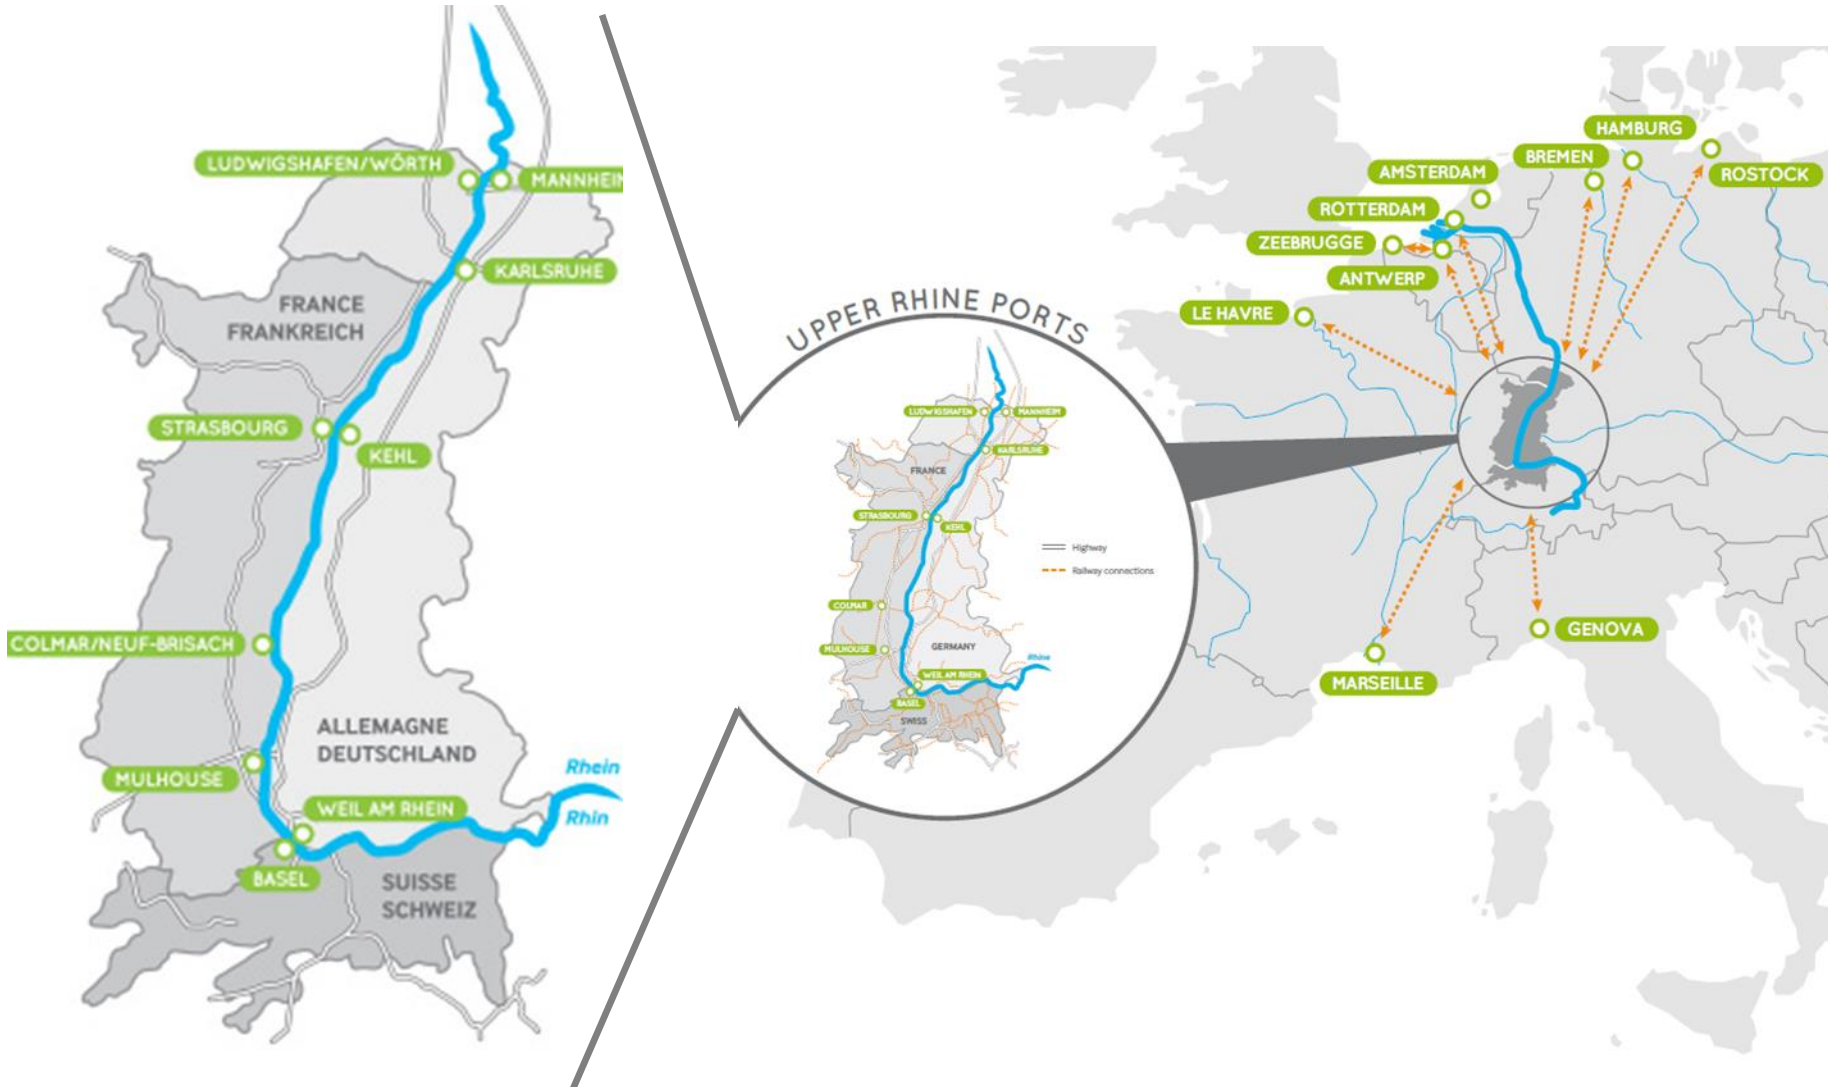 LUDWIGSHAFEN/WÖRTH
MANNHEIM
KARLSRUHE
FRANCE
FRANKREICH
STRASBOURG
KEHL
COLMAR/NEUF-BRISACH
ALLEMAGNE
DEUTSCHLAND
MULHOUSE
WEIL AM RHEIN
Rhein
Rhin
BASEL
SUISSE
SCHWEIZ
UPPER RHINE PORTS
LUDWIGSHAFEN
MANNHEIM
KARLSRUHE
FRANCE
STRASBOURG
KEHL
Highway
Railway connections
COLMAR
MULHOUSE
GERMANY
Rhine
WEIL AM RHEIN
BASEL
SWISS
HAMBURG
BREMEN
ROSTOCK
AMSTERDAM
ROTTERDAM
ZEEBRUGGE
ANTWERP
LE HAVRE
GENOVA
MARSEILLE